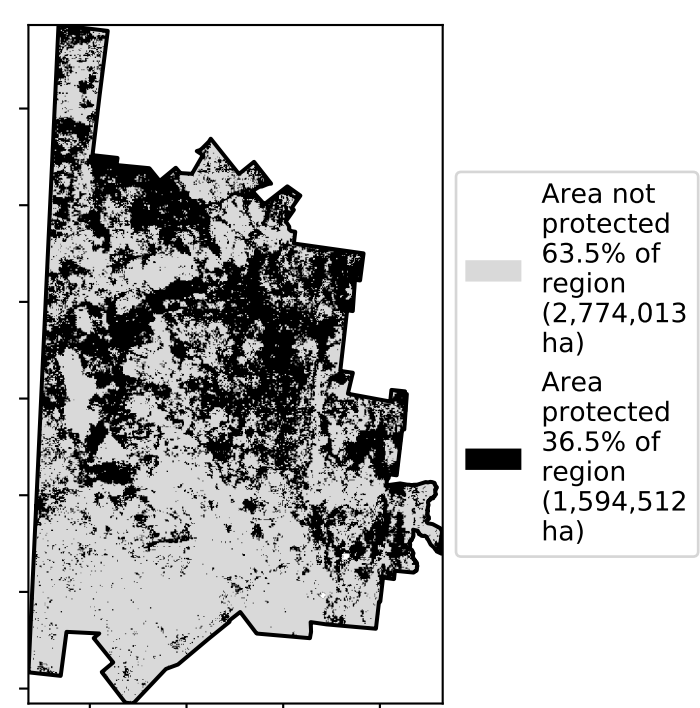 Area not
protected
63.5% of
region
(2,774,013
ha)
Area
protected
36.5% of
region
(1,594,512
ha)